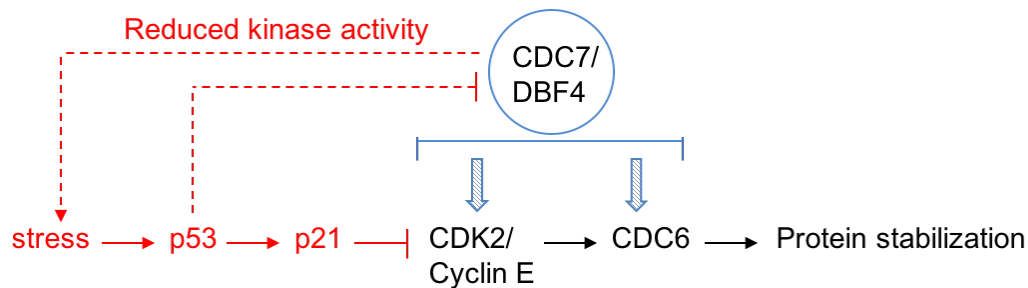 Reduced kinase activity
CDC7/
DBF4
stress
p53
p21
CDK2/
Cyclin E
CDC6
Protein stabilization